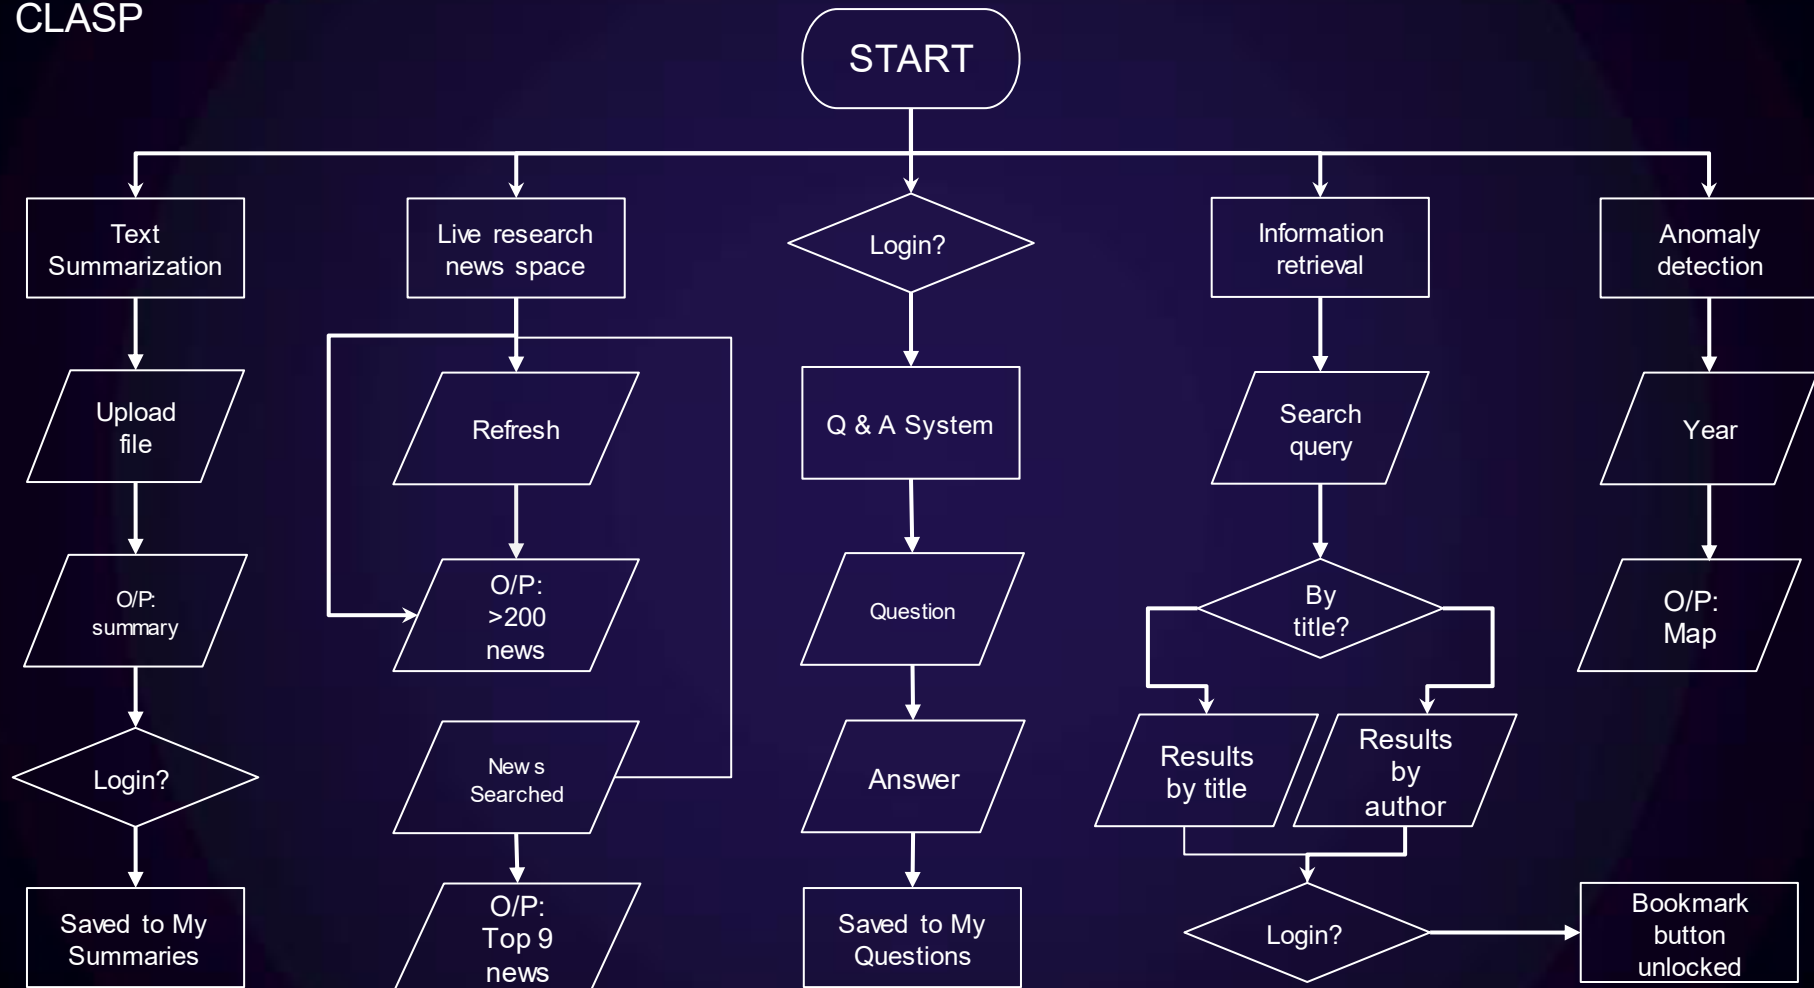 CLASP
START
Text
Summarization
Live research
news space
Login?
Information
retrieval
Anomaly
detection
Upload
file
Refresh
Q & A System
Search
query
Year
O/P:
summary
O/P:
>200
news
Question
By
title?
O/P:
Map
Login?
News
Searched
Answer
Results
by title
Results
by
author
Saved to My
Summaries
O/P:
Top 9
news
Saved to My
Questions
Login?
Bookmark
button
unlocked